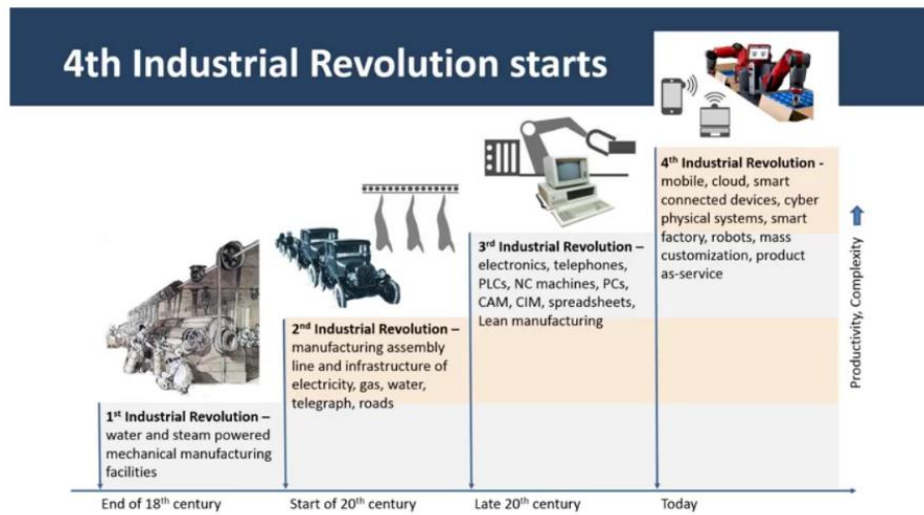 4th Industrial Revolution starts
4th Industrial Revolution -
mobile, cloud, smart
connected devices, cyber
physical systems, smart
factory, robots, mass
customization, product
as-service
3rd Industrial Revolution –
electronics, telephones,
PLCs, NC machines, PCs,
CAM, CIM, spreadsheets,
Lean manufacturing
2nd Industrial Revolution –
manufacturing assembly
line and infrastructure of
electricity, gas, water,
telegraph, roads
1st Industrial Revolution –
water and steam powered
mechanical manufacturing
facilities
Productivity, Complexity
End of 18th century
Start of 20th century
Late 20th century
Today